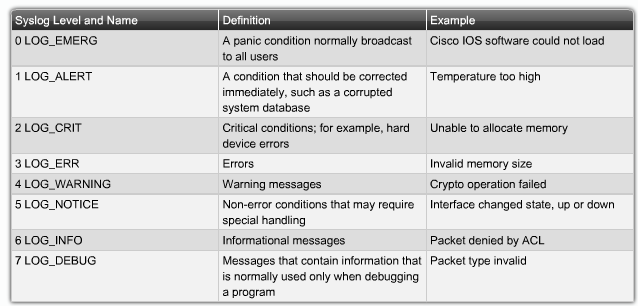 Syslog Level and Name Definition Example
0 LOG_EMERG A panic condition normally broadcast Cisco IOS software could not load
to all users
1 LOG_ALERT A condition that should be corrected Temperature too high
immediately, such as a corrupted
system database
2 LOG_CRIT Critical conditions; for example, hard Unable to allocate memory
device errors
3 LOG_ERR Errors Invalid memory size
4 LOG_WARNING Warning messages Crypto operation failed
5 LOG_NOTICE Non-error conditions that may require Interface changed state, up or down
special handling
6 LOG_INFO Informational messages Packet denied by ACL
7 LOG_DEBUG Messages that contain information that Packet type invalid
is normally used only when debugging
a program